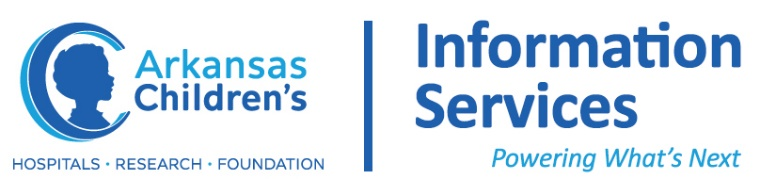 Arkansas
Children's
HOSPITALS · RESEARCH · FOUNDATION
Information
Services
Powering What's Next